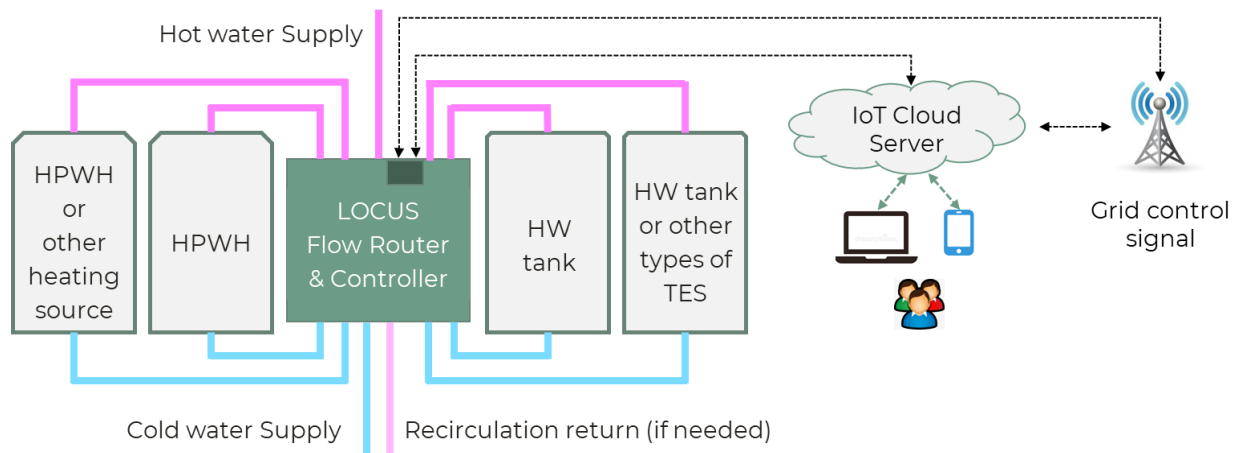 Hot water Supply
IoT Cloud
Server
HPWH
or
other
heating
source
HPWH
LOCUS
Flow Router
& Controller
HW
tank
HW tank
or other
types of
TES
Grid control
signal
Cold water Supply
Recirculation return (if needed)